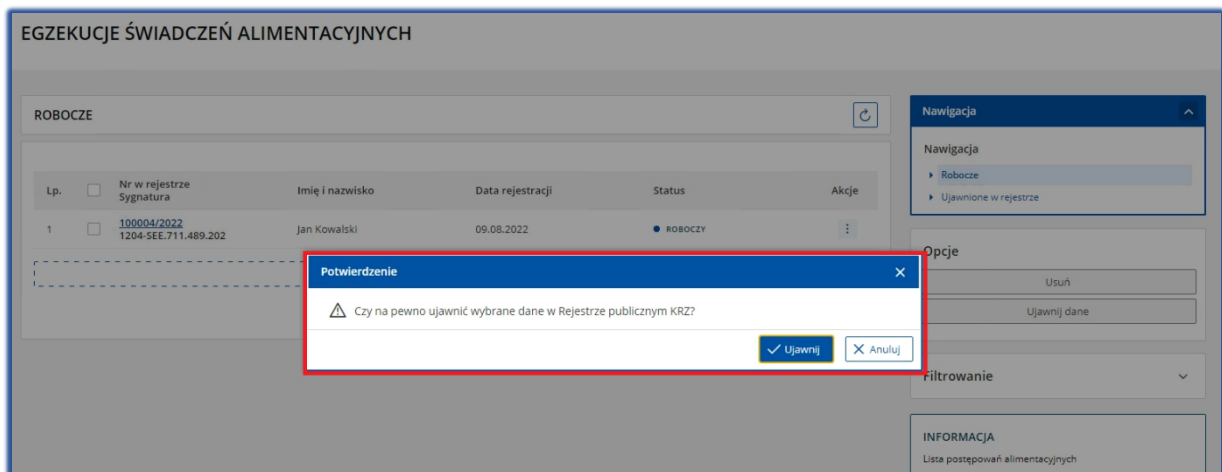 EGZEKUCJE ŚWIADCZEŃ ALIMENTACYJNYCH
ROBOCZE
Lp.
Nr w rejestrze
Sygnatura
Imię i nazwisko
Data rejestracji
Status
Akcje
1
100004/2022
1204-SEE.711.489.202
Jan Kowalski
09.08.2022
ROBOCZY
Potwierdzenie
Czy na pewno ujawnić wybrane dane w Rejestrze publicznym KRZ?
Ujawnij
Anuluj
Nawigacja
Nawigacja
Robocze
Ujawnione w rejestrze
Opcje
Usuń
Ujawnij dane
Filtrowanie
INFORMACJA
Lista postępowań alimentacyjnych